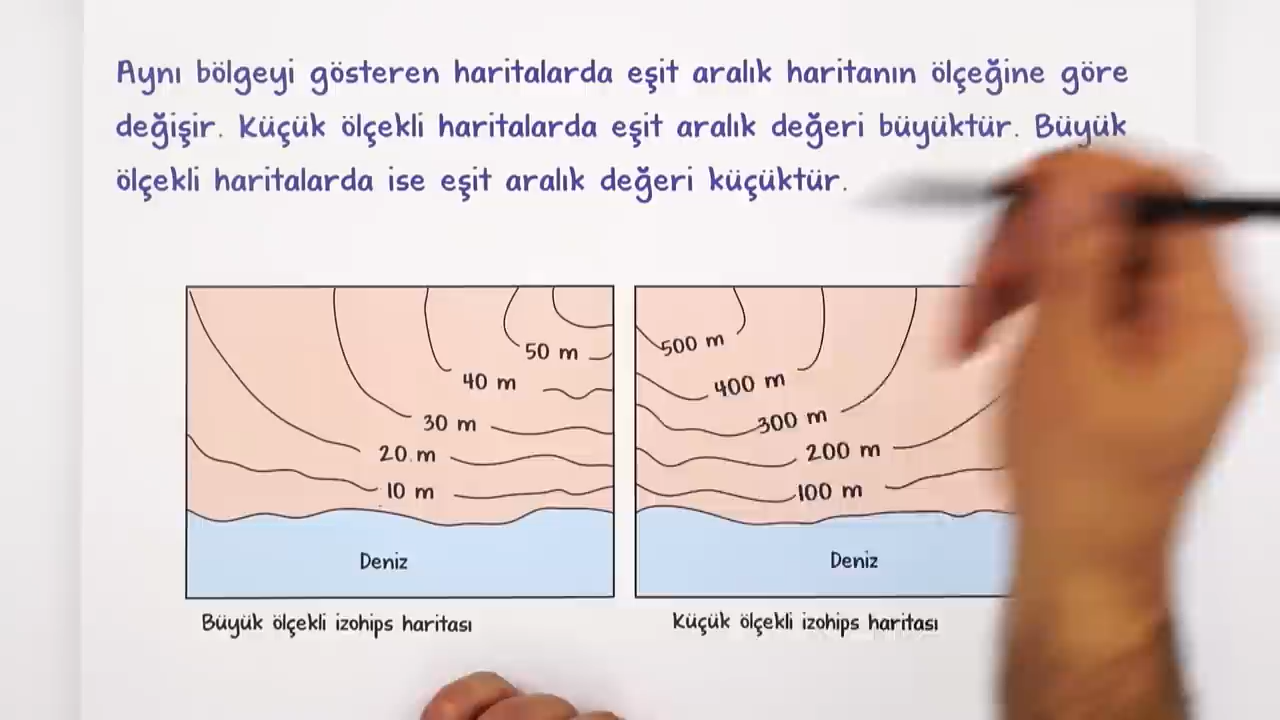 Aynı bölgeyi gösteren haritalarda eşit aralık haritanın ölçeğine göre
değişir. Küçük ölçekli haritalarda eşit aralık değeri büyüktür. Büyük
ölçekli haritalarda ise eşit aralık değeri küçüktür.
50 m
40 m
30 m
20 m
10 m
Deniz
Büyük ölçekli izohips haritası
500 m
400 m
300 m
200 m
100 m
Deniz
Küçük ölçekli izohips haritası